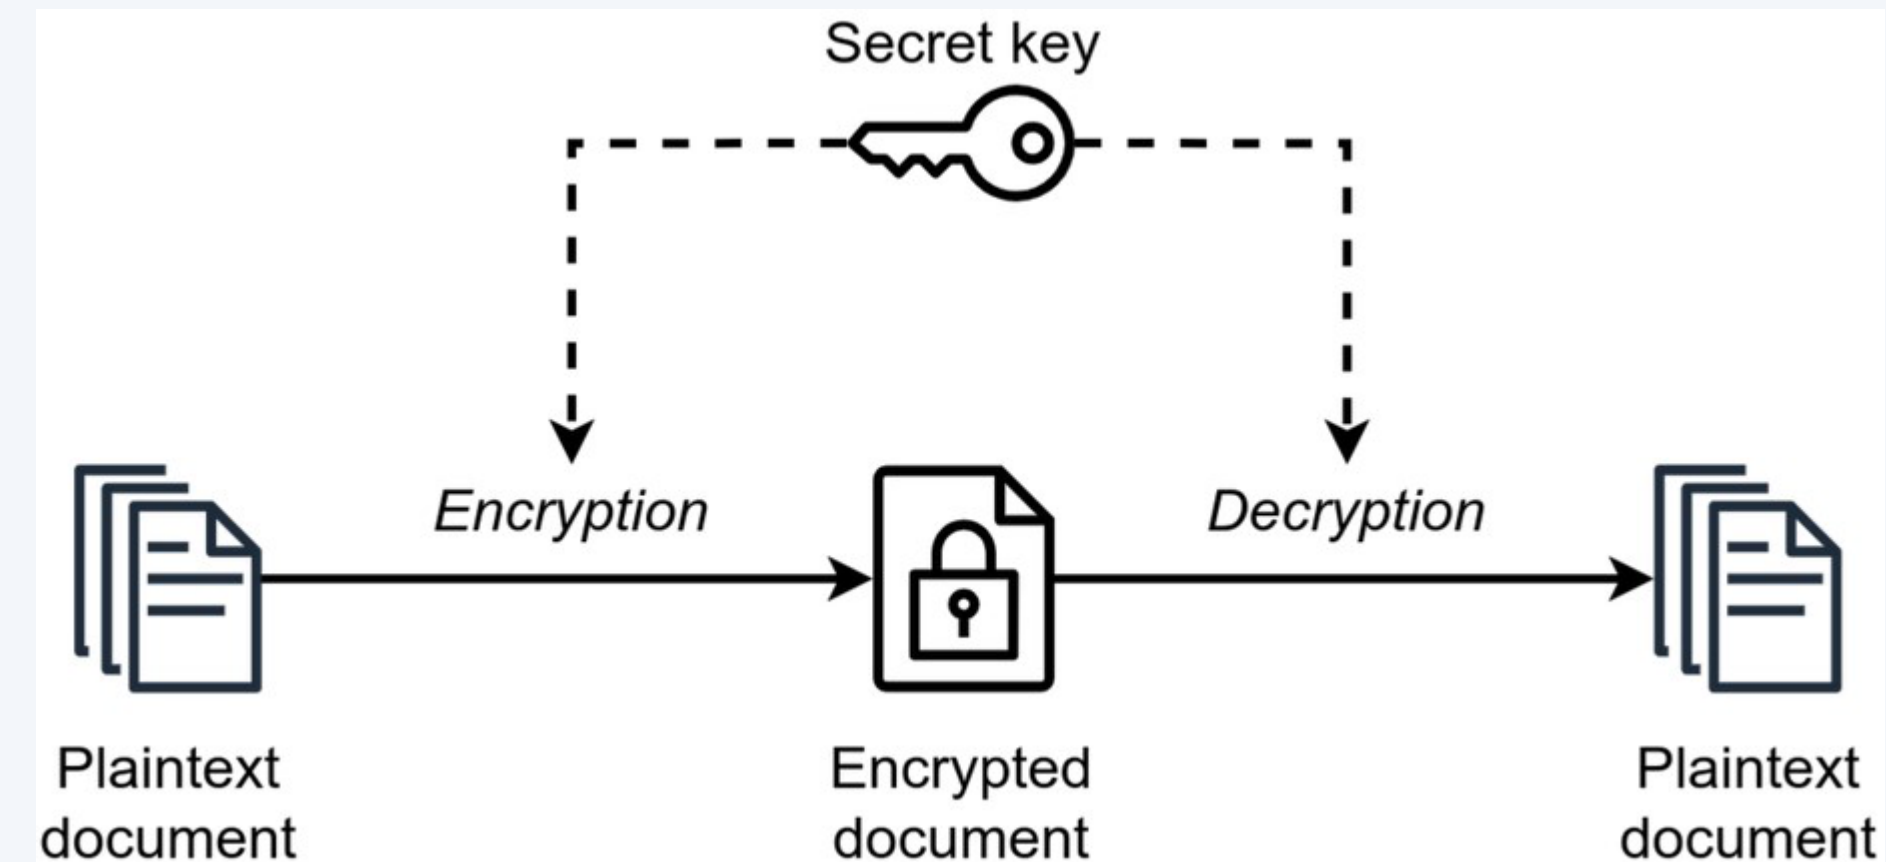 Secret key
Encryption
Decryption
Plaintext
document
Encrypted
document
Plaintext
document